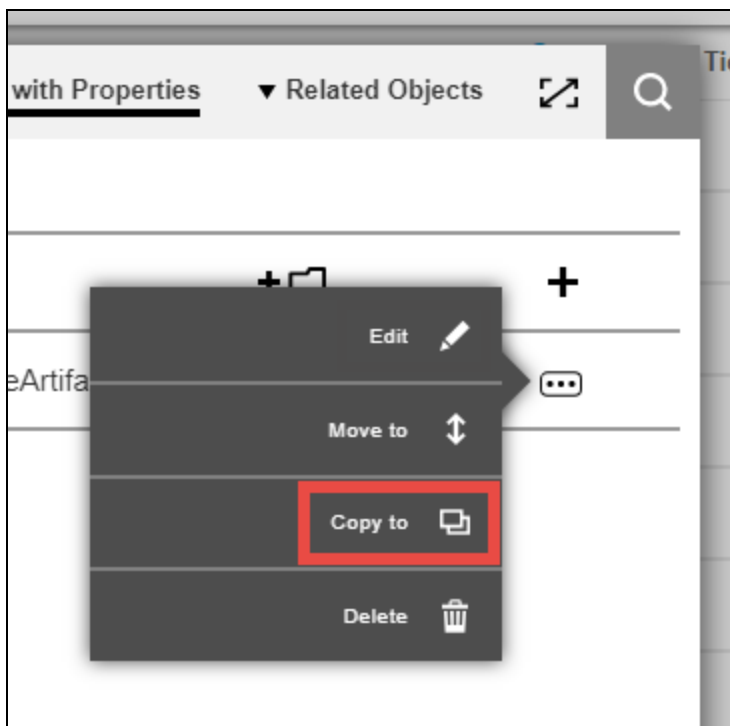 with Properties ▼ Related Objects
Edit
eArtifa
Move to
Copy to
Delete